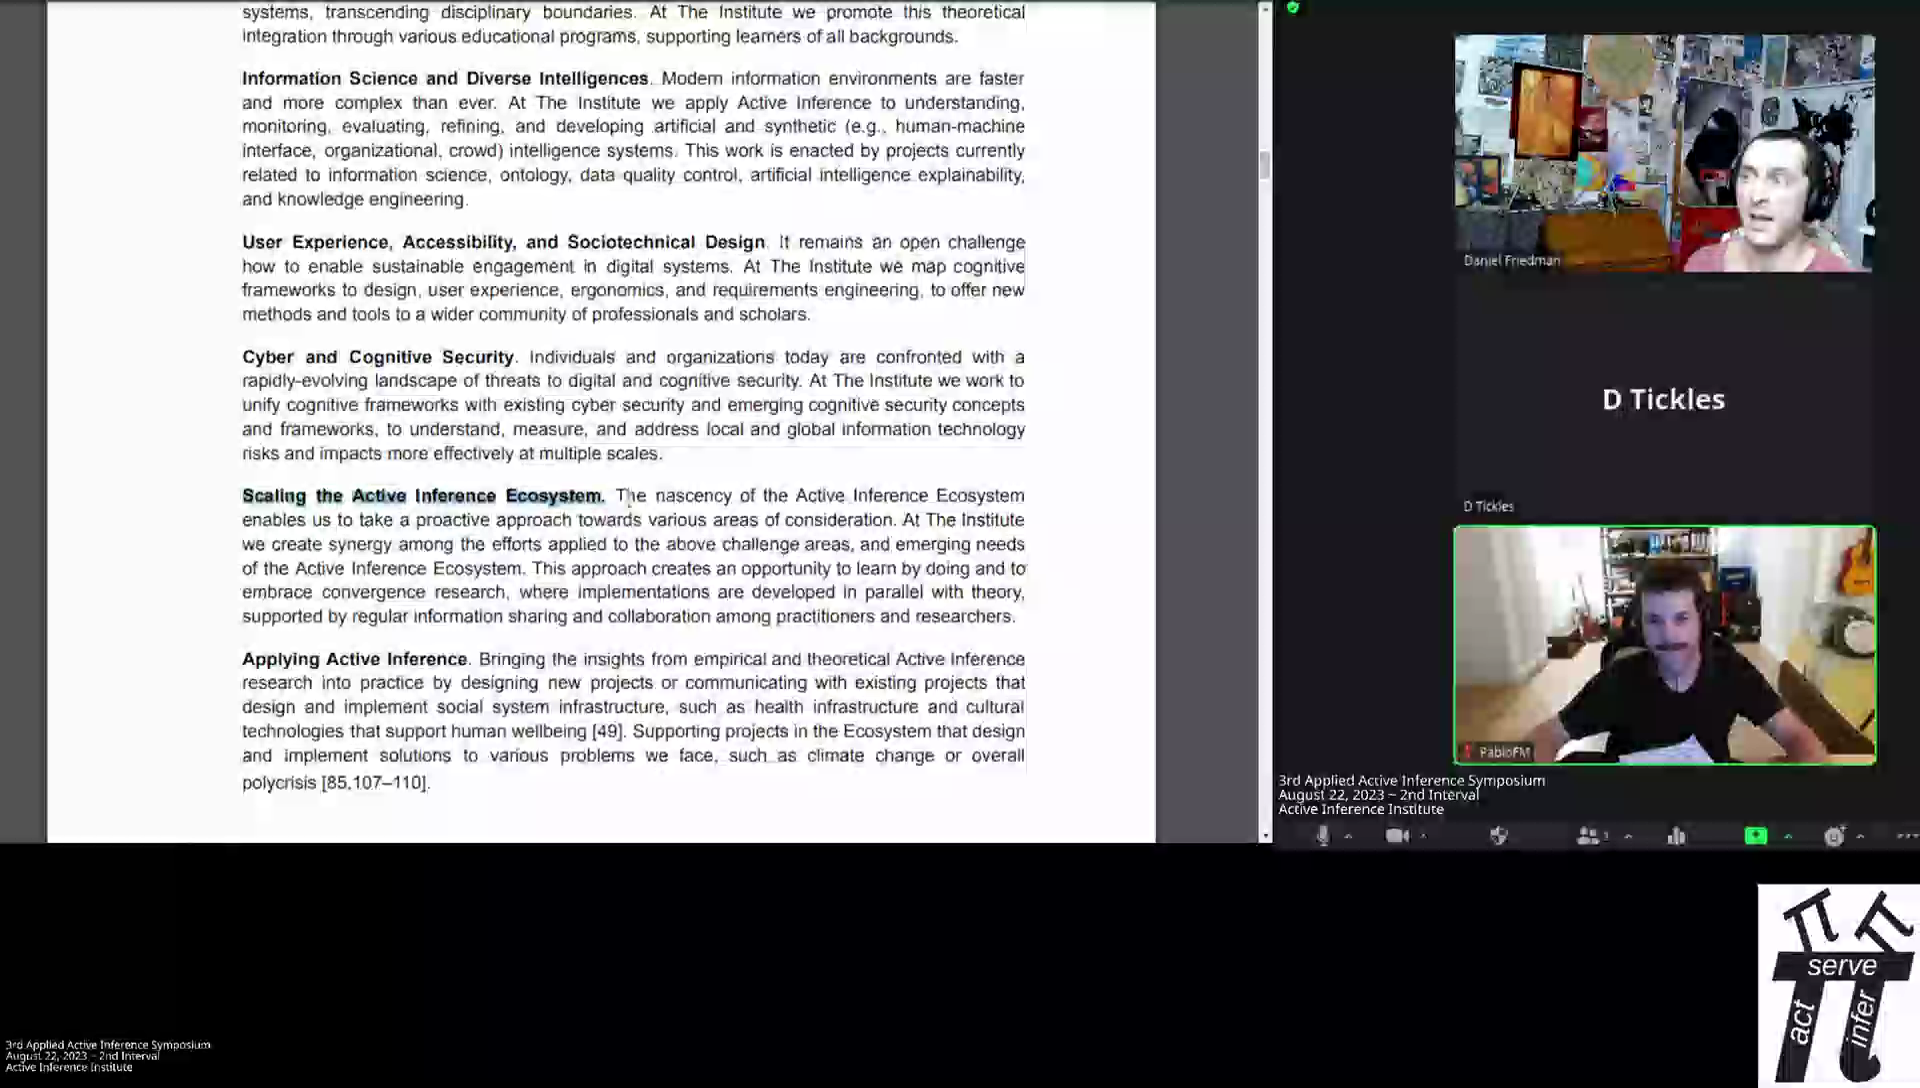 systems, transcending disciplinary boundaries. At The Institute we promote this theoretical
integration through various educational programs, supporting learners of all backgrounds.
Information Science and Diverse Intelligences. Modern information environments are faster
and more complex than ever. At The Institute we apply Active Inference to understanding,
monitoring, evaluating, refining, and developing artificial and synthetic (e.g., human-machine
interface, organizational, crowd) intelligence systems. This work is enacted by projects currently
related to information science, ontology, data quality control, artificial intelligence explainability,
and knowledge engineering.
User Experience, Accessibility, and Sociotechnical Design. It remains an open challenge
how to enable sustainable engagement in digital systems. At The Institute we map cognitive
frameworks to design, user experience, ergonomics, and requirements engineering, to offer new
methods and tools to a wider community of professionals and scholars.
Cyber and Cognitive Security. Individuals and organizations today are confronted with a
rapidly-evolving landscape of threats to digital and cognitive security. At The Institute we work to
unify cognitive frameworks with existing cyber security and emerging cognitive security concepts
and frameworks, to understand, measure, and address local and global information technology
risks and impacts more effectively at multiple scales.
Scaling the Active Inference Ecosystem. The nascency of the Active Inference Ecosystem
enables us to take a proactive approach towards various areas of consideration. At The Institute
we create synergy among the efforts applied to the above challenge areas, and emerging needs
of the Active Inference Ecosystem. This approach creates an opportunity to learn by doing and to
embrace convergence research, where implementations are developed in parallel with theory,
supported by regular information sharing and collaboration among practitioners and researchers.
Applying Active Inference. Bringing the insights from empirical and theoretical Active Inference
research into practice by designing new projects or communicating with existing projects that
design and implement social system infrastructure, such as health infrastructure and cultural
technologies that support human wellbeing [49]. Supporting projects in the Ecosystem that design
and implement solutions to various problems we face, such as climate change or overall
polycrisis [85,107–110].
Daniel Friedman
D Tickles
D Tickles
PabloFM
3rd Applied Active Inference Symposium
August 22, 2023 – 2nd Interval
Active Inference Institute
serve
act
infer
3rd Applied Active Inference Symposium
August 22, 2023 – 2nd Interval
Active Inference Institute